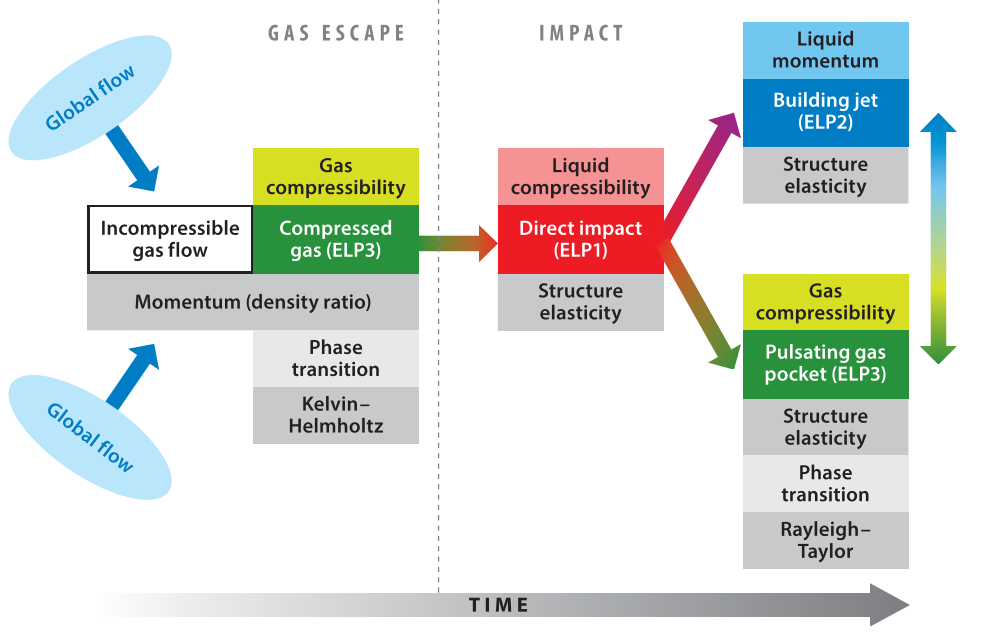 GAS ESCAPE
IMPACT
Global flow
Incompressible
gas flow
Gas
compressibility
Compressed
gas (ELP3)
Momentum (density ratio)
Phase
transition
Kelvin–
Helmholtz
Global flow
Liquid
compressibility
Direct impact
(ELP1)
Structure
elasticity
Liquid
momentum
Building jet
(ELP2)
Structure
elasticity
Gas
compressibility
Pulsating gas
pocket (ELP3)
Structure
elasticity
Phase
transition
Rayleigh–
Taylor
TIME